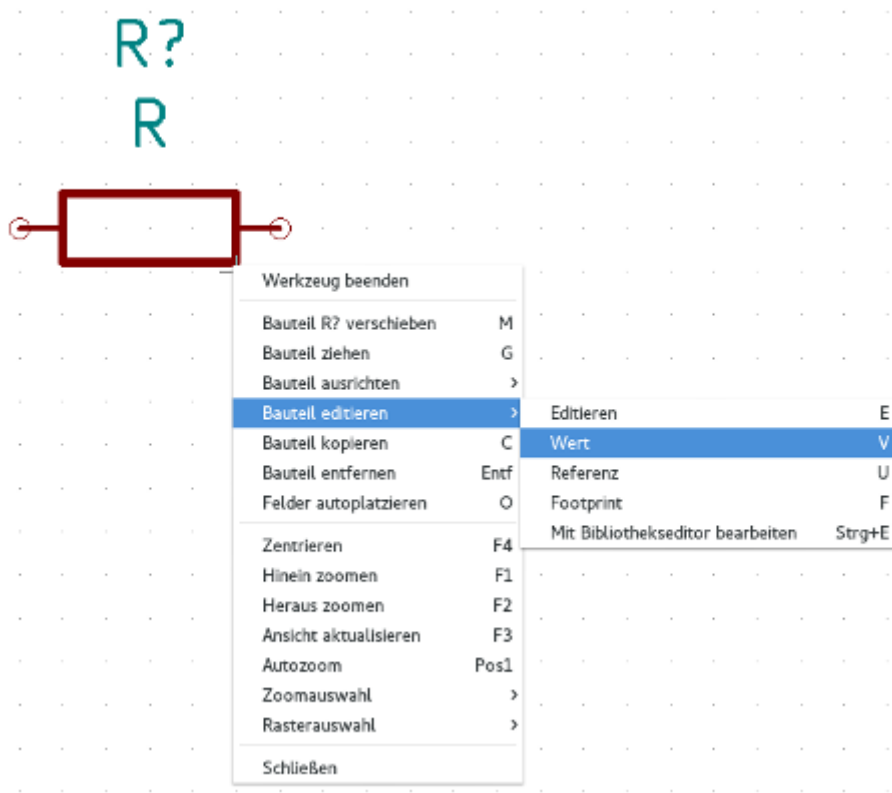 R?
R
Werkzeug beenden
Bauteil R? verschieben M
Bauteil ziehen G
Bauteil ausrichten >
Bauteil editieren >
Bauteil kopieren C
Bauteil entfernen Entf
Felder autoplatzieren O
Zentrieren F4
Hinein zoomen F1
Heraus zoomen F2
Ansicht aktualisieren F3
Autozoom Pos1
Zoomauswahl >
Rasterauswahl >
Schließen
Editieren E
Wert V
Referenz U
Footprint F
Mit Bibliothekseditor bearbeiten Strg+E